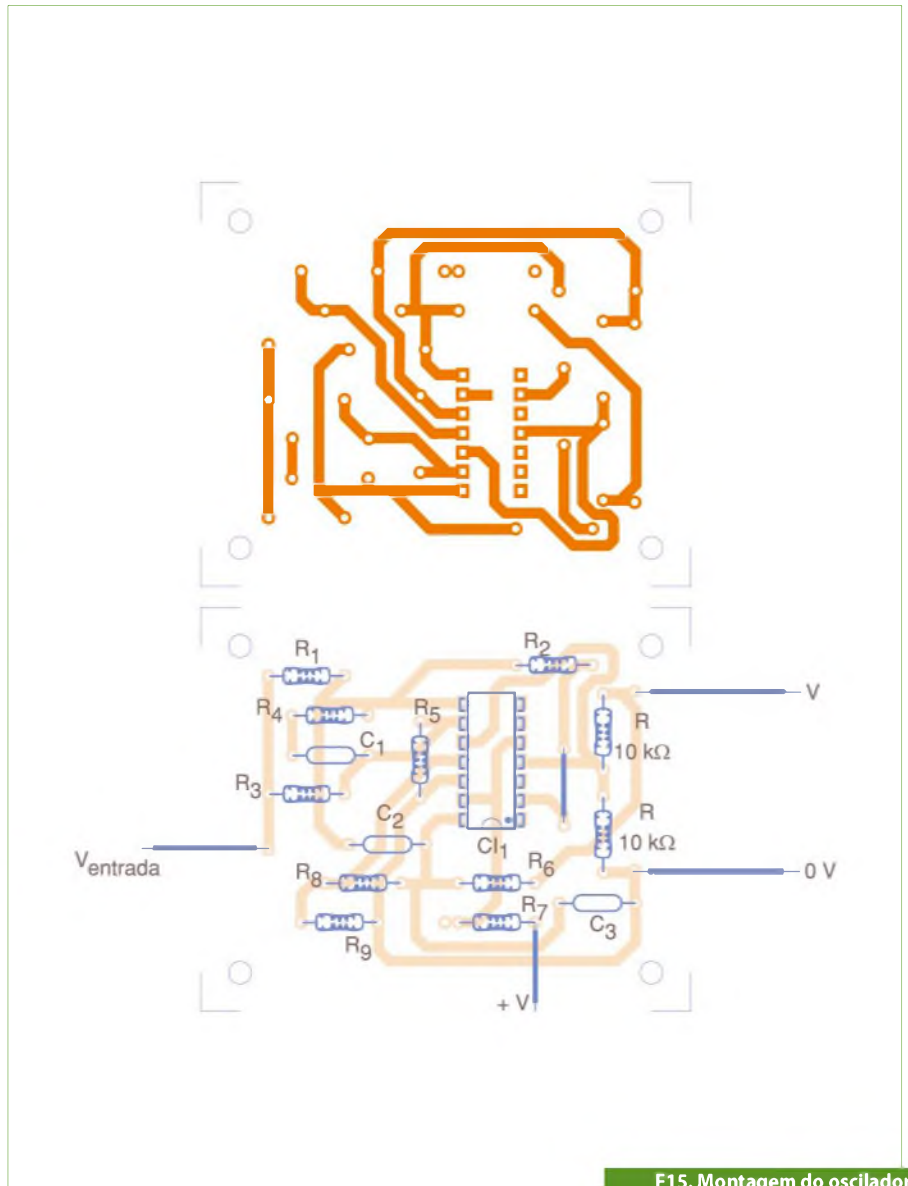 R1
R2
R4
R5
V
R
10 kΩ
C1
R3
R
10 kΩ
C2
CI1
Ventrada
R8
R6
0 V
R7
C3
R9
+ V
F15. Montagem do oscilador